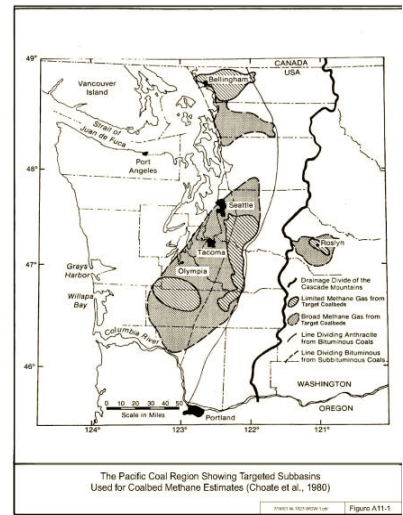 49°
CANADA
USA
Vancouver
Island
Bellingham
Strait of
Juan de Fuca
48°
Port
Angeles
Seattle
Tacoma
Olympia
Roslyn
47°
Grays
Harbor
Willapa
Bay
Columbia River
46°
Drainage Divide of the
Cascade Mountains
Limited Methane Gas from
Target Coalbeds
Broad Methane Gas from
Target Coalbeds
Line Dividing Anthracite
from Bituminous Coals
Line Dividing Bituminous
from Subbituminous Coals
WASHINGTON
OREGON
0 10 20 30 40 50
Scale in Miles
Portland
124°
123°
122°
121°
The Pacific Coal Region Showing Targeted Subbasins
Used for Coalbed Methane Estimates (Choate et al., 1980)
Figure A11-1